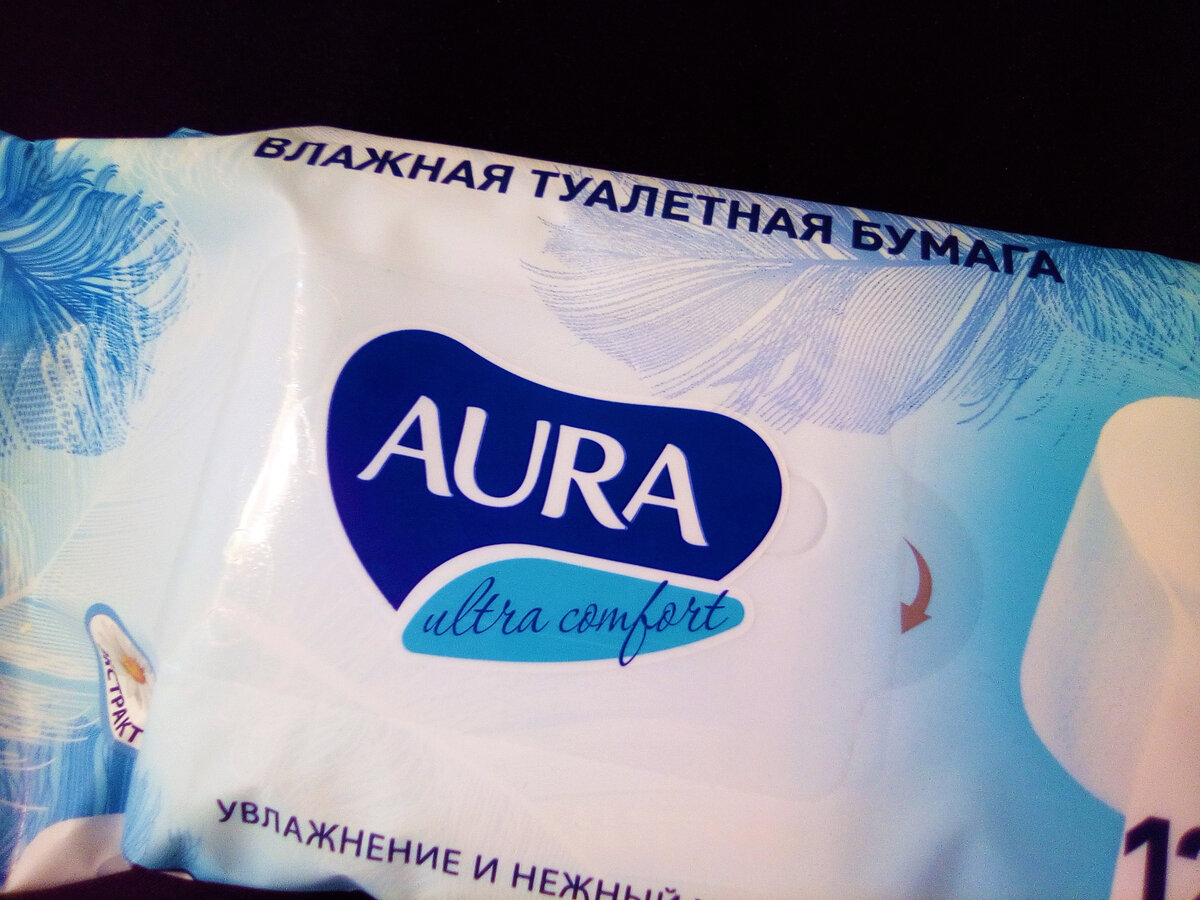 ВЛАЖНАЯ ТУАЛЕТНАЯ БУМАГА
AURA
ultra comfort
УВЛАЖНЕНИЕ И НЕЖНЫЙ